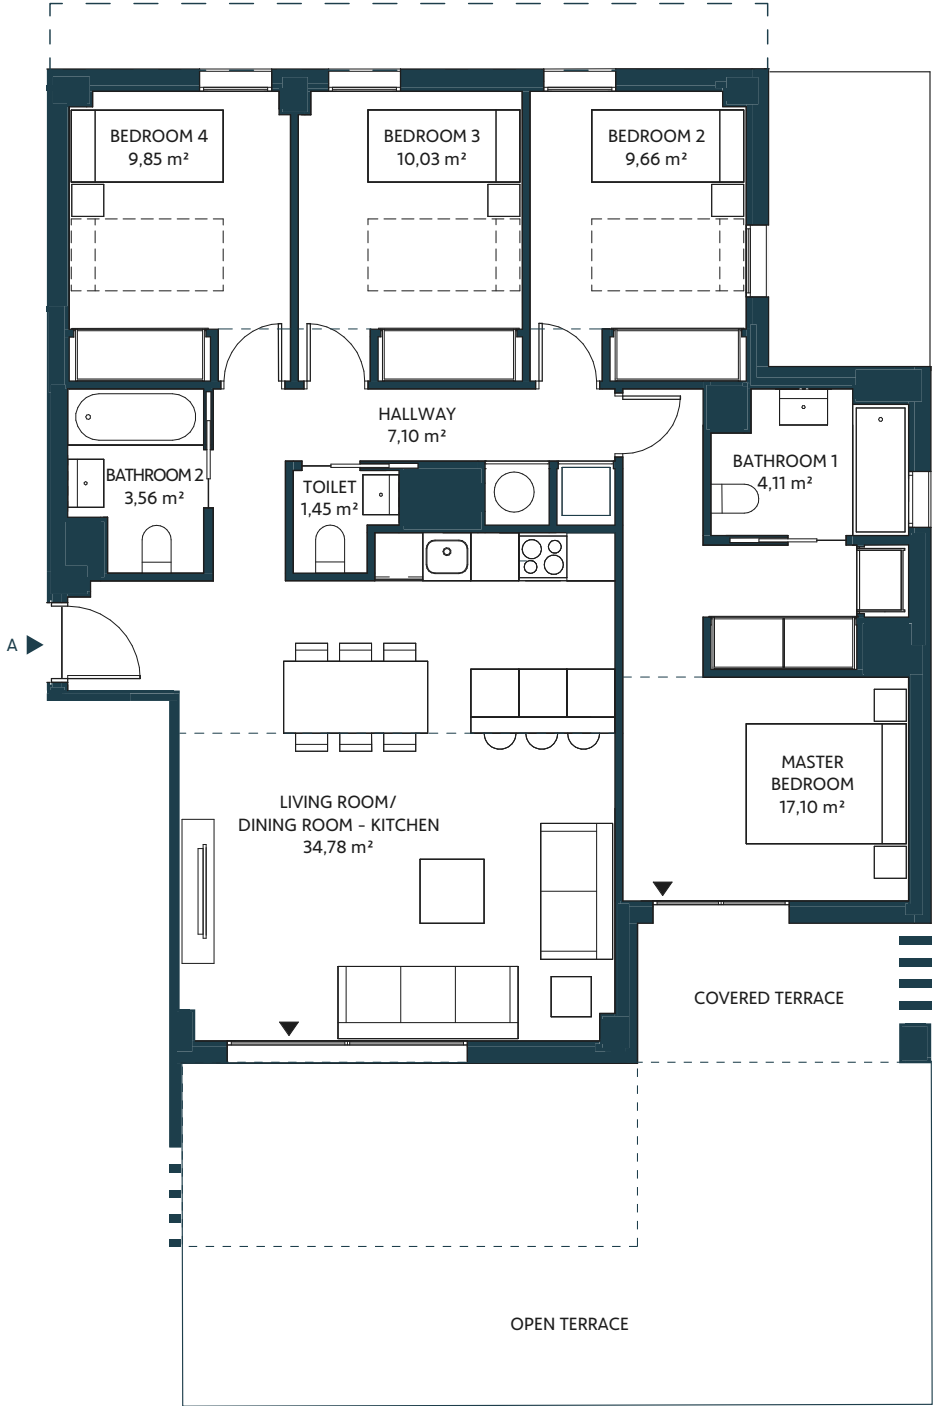 BEDROOM 4
9,85 m²
BEDROOM 3
10,03 m²
BEDROOM 2
9,66 m²
HALLWAY
7,10 m²
BATHROOM 2
3,56 m²
TOILET
1,45 m²
BATHROOM 1
4,11 m²
A
MASTER
BEDROOM
17,10 m²
LIVING ROOM/
DINING ROOM - KITCHEN
34,78 m²
COVERED TERRACE
OPEN TERRACE